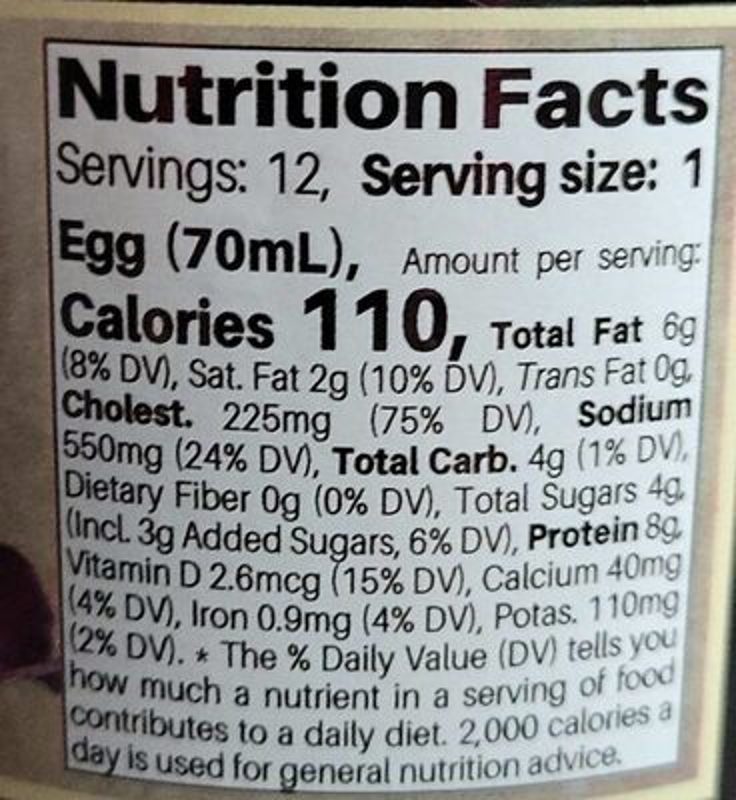 Nutrition Facts
Servings: 12, Serving size: 1
Egg (70mL), Amount per serving:
Calories 110, Total Fat 6g
(8% DV), Sat. Fat 2g (10% DV), Trans Fat 0g,
Cholest. 225mg (75% DV), Sodium
550mg (24% DV), Total Carb. 4g (1% DV),
Dietary Fiber 0g (0% DV), Total Sugars 4g,
(Incl. 3g Added Sugars, 6% DV), Protein 8g,
Vitamin D 2.6mcg (15% DV), Calcium 40mg
(4% DV), Iron 0.9mg (4% DV), Potas. 110mg
(2% DV). * The % Daily Value (DV) tells you
how much a nutrient in a serving of food
contributes to a daily diet. 2,000 calories a
day is used for general nutrition advice.